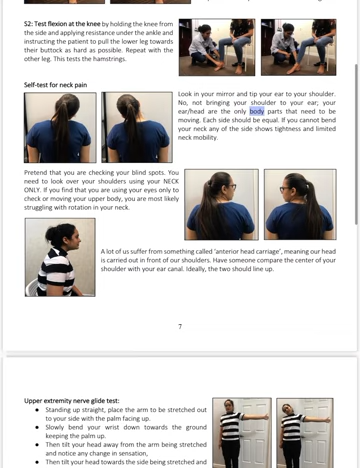 S2: Test flexion at the knee by holding the knee from
the side and applying resistance under the ankle and
instructing the patient to pull the lower leg towards
their buttock as hard as possible. Repeat with the
other leg. This tests the hamstrings.
Self-test for neck pain
Look in your mirror and tip your ear to your shoulder.
No, not bringing your shoulder to your ear; your
ear/head are the only body parts that need to be
moving. Each side should be equal. If you cannot bend
your neck any of the side shows tightness and limited
neck mobility.
Pretend that you are checking your blind spots. You
need to look over your shoulders using your NECK
ONLY. If you find that you are using your eyes only to
check or moving your upper body, you are most likely
struggling with rotation in your neck.
A lot of us suffer from something called 'anterior head carriage', meaning our head
is carried out in front of our shoulders. Have someone compare the center of your
shoulder with your ear canal. Ideally, the two should line up.
7
Upper extremity nerve glide test:
● Standing up straight, place the arm to be stretched out
to your side with the palm facing up.
● Slowly bend your wrist down towards the ground
keeping the palm up.
● Then tilt your head away from the arm being stretched
and notice any change in sensation,
● Then tilt your head towards the side being stretched and